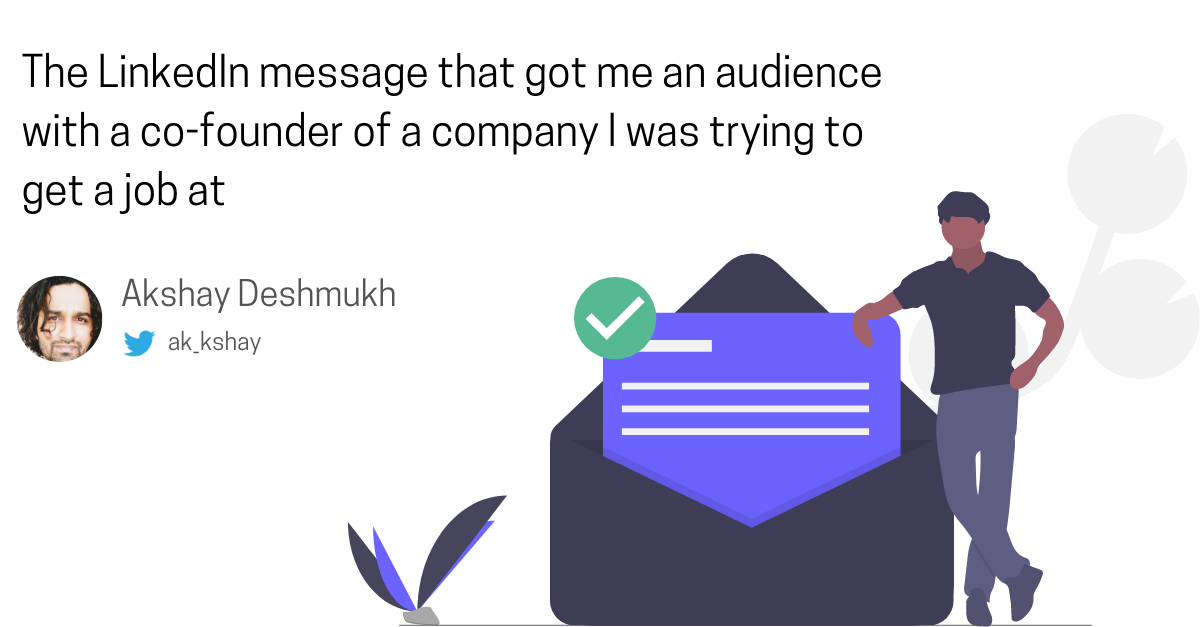 The LinkedIn message that got me an audience
with a co-founder of a company I was trying to
get a job at
Akshay Deshmukh
ak_kshay